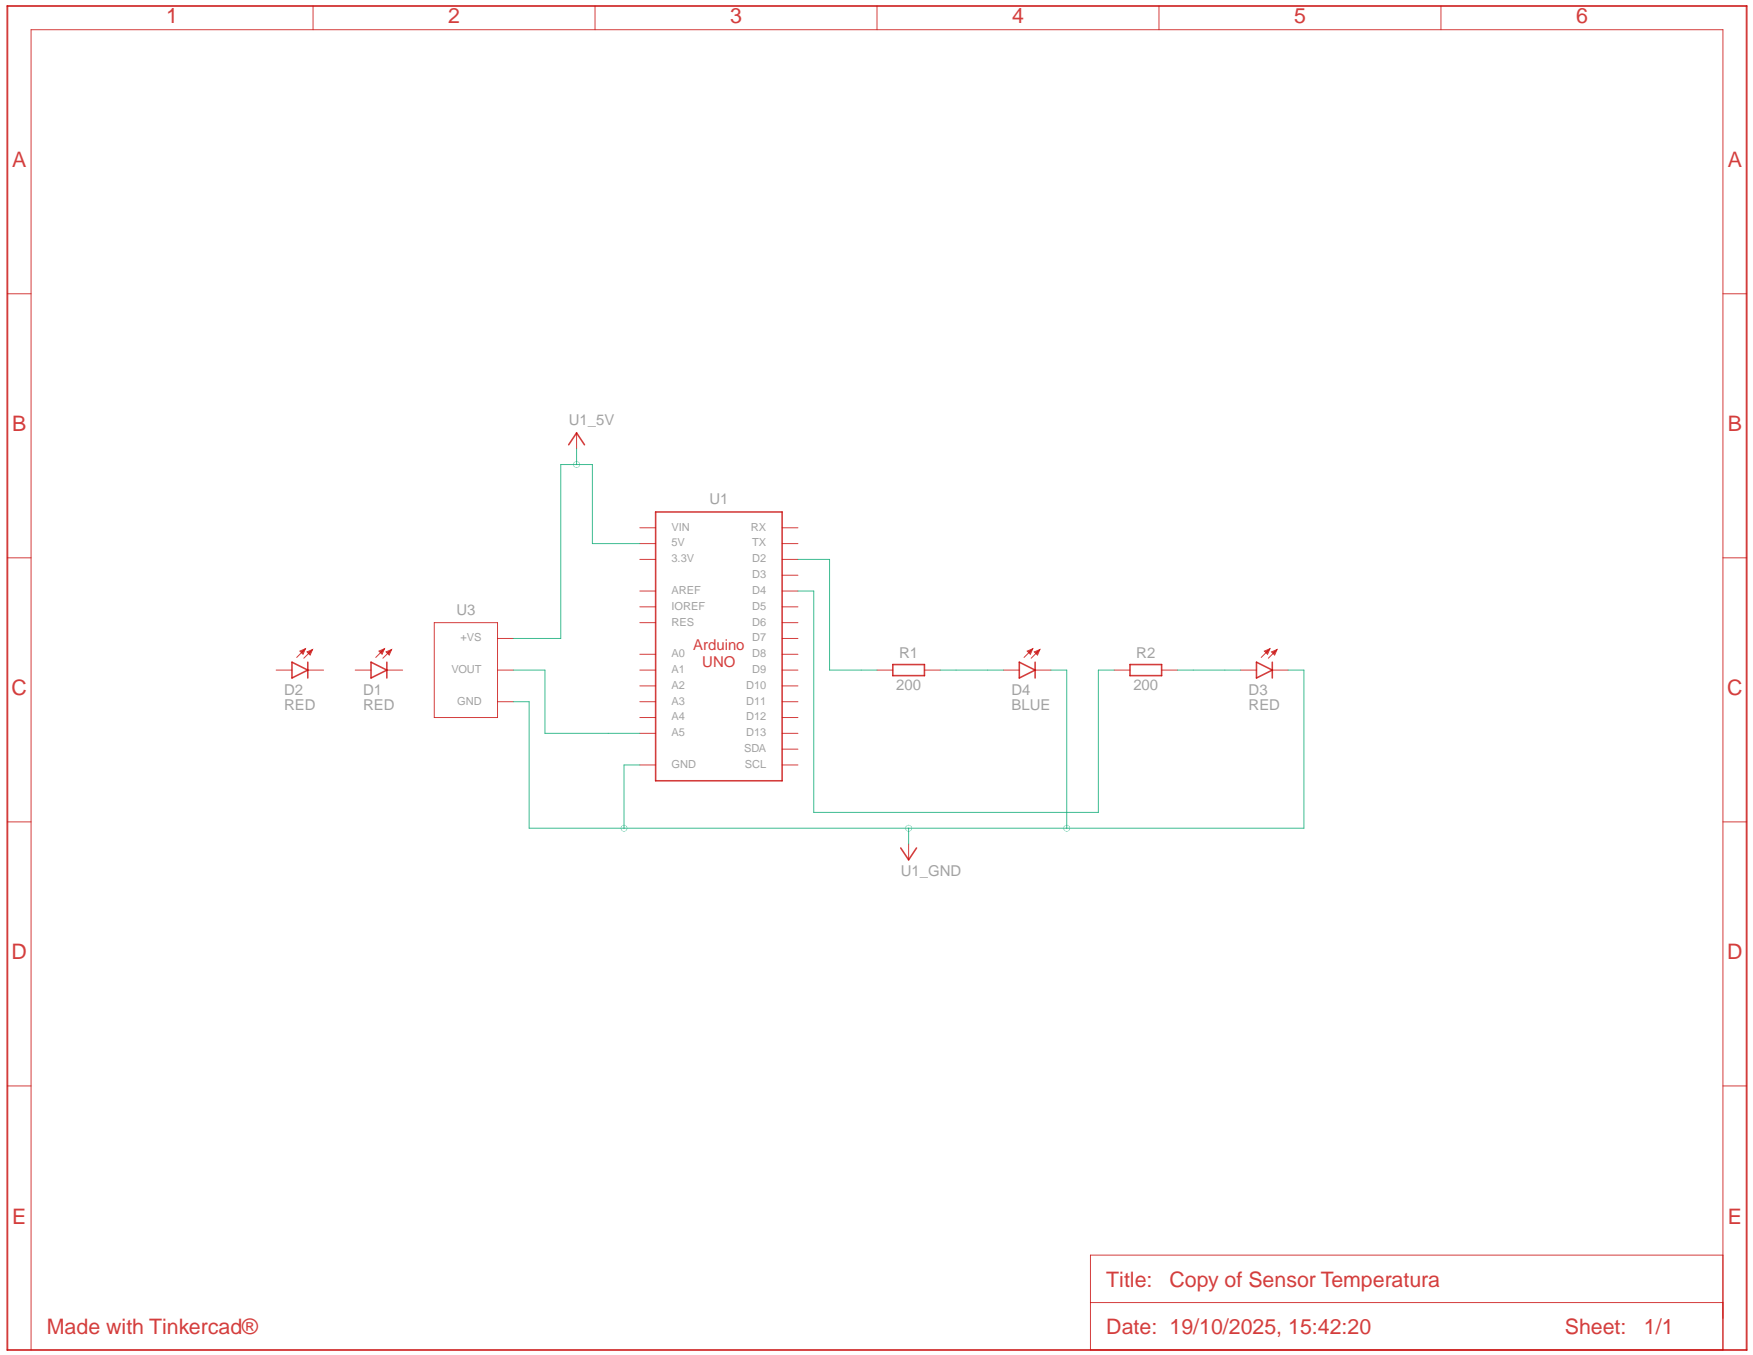 1 2 3 4 5 6
A A
U1_5V
B B
U1
VIN RX
5V TX
3.3V D2
D3
AREF D4
IOREF D5
RES D6
D7
Arduino
UNO
A0 D8
A1 D9
A2 D10
A3 D11
A4 D12
A5 D13
SDA
GND SCL
U3
+VS
VOUT
GND
R1
200
R2
200
C C
D2
RED
D1
RED
D4
BLUE
D3
RED
U1_GND
D D
E E
Title: Copy of Sensor Temperatura
Made with Tinkercad®
Date: 19/10/2025, 15:42:20 Sheet: 1/1